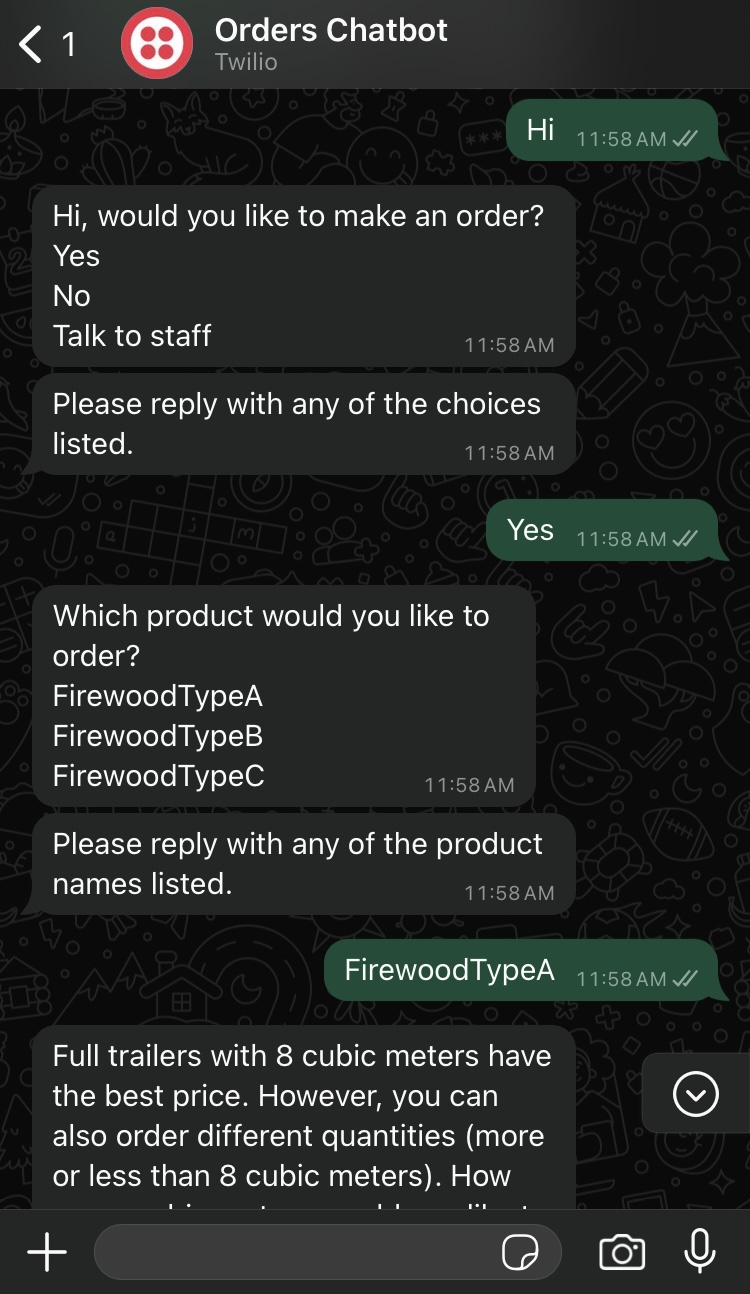 1
Orders Chatbot
Twilio
Hi 11:58 AM
Hi, would you like to make an order?
Yes
No
Talk to staff
11:58 AM
Please reply with any of the choices
listed.
11:58 AM
Yes 11:58 AM
Which product would you like to
order?
FirewoodTypeA
FirewoodTypeB
FirewoodTypeC
11:58 AM
Please reply with any of the product
names listed.
11:58 AM
FirewoodTypeA 11:58 AM
Full trailers with 8 cubic meters have
the best price. However, you can
also order different quantities (more
or less than 8 cubic meters). How